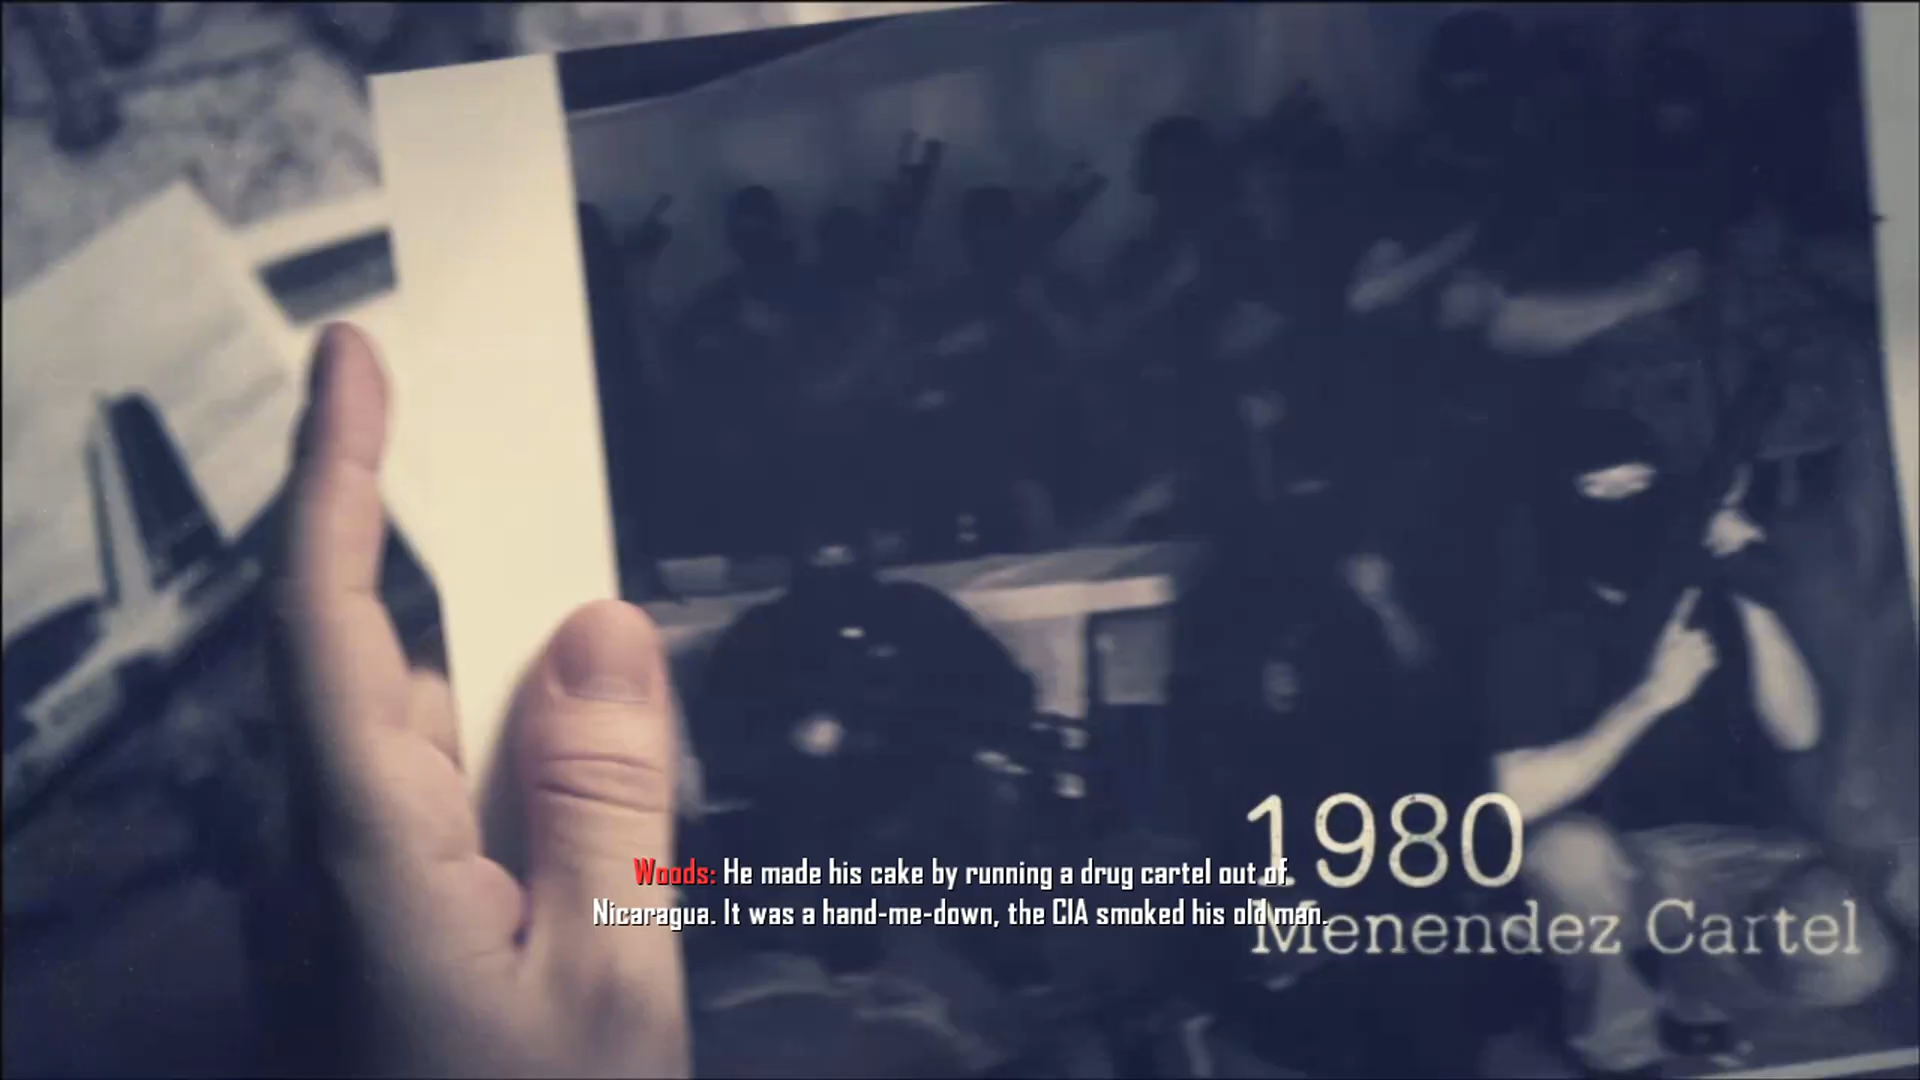 1980
Woods: He made his cake by running a drug cartel out of
Nicaragua. It was a hand-me-down, the CIA smoked his old man.
Menendez Cartel